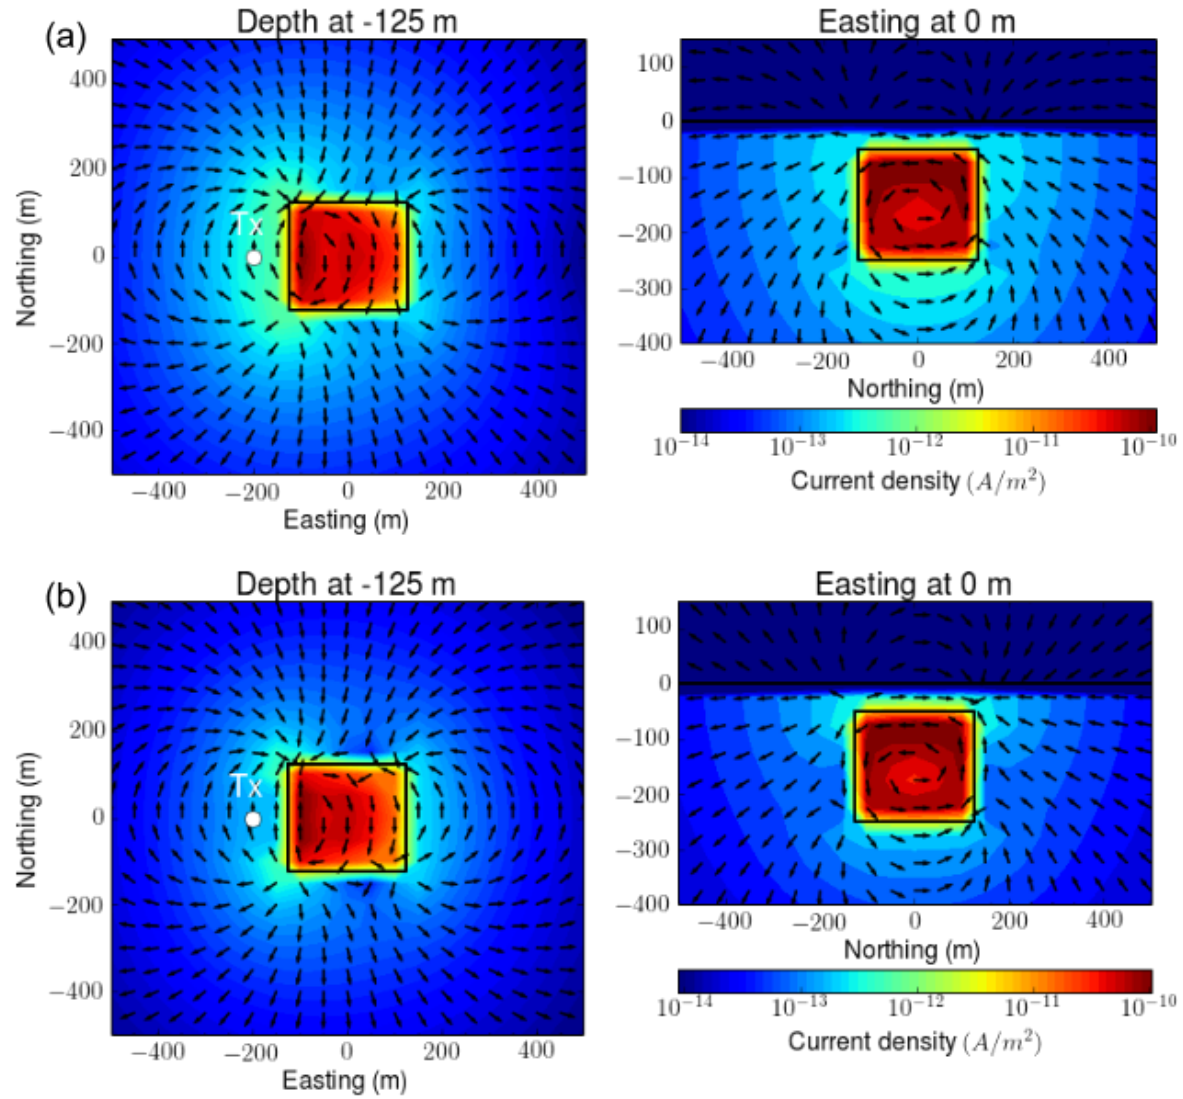 (a)
Depth at -125 m
400
200
0
−200
−400
Northing (m)
Tx
−400 −200 0 200 400
Easting (m)
Easting at 0 m
100
0
−100
−200
−300
−400
−400 −200 0 200 400
Northing (m)
10⁻¹⁴ 10⁻¹³ 10⁻¹² 10⁻¹¹ 10⁻¹⁰
Current density (A/m²)
(b)
Depth at -125 m
400
200
0
−200
−400
Northing (m)
Tx
−400 −200 0 200 400
Easting (m)
Easting at 0 m
100
0
−100
−200
−300
−400
−400 −200 0 200 400
Northing (m)
10⁻¹⁴ 10⁻¹³ 10⁻¹² 10⁻¹¹ 10⁻¹⁰
Current density (A/m²)